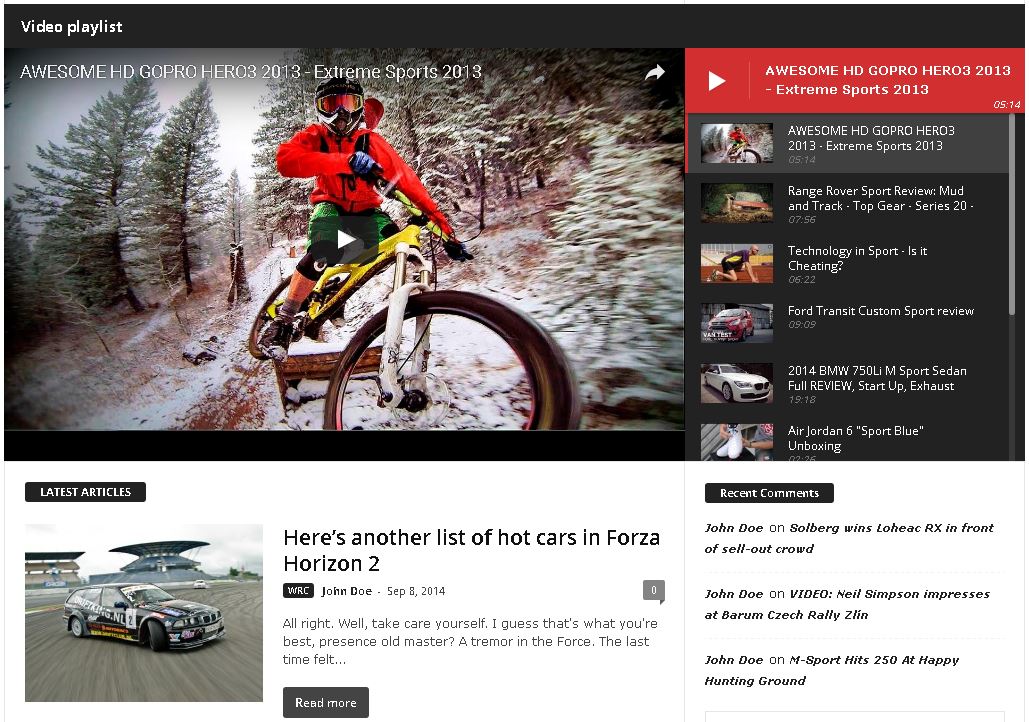 Video playlist
AWESOME HD GOPRO HERO3 2013 - Extreme Sports 2013
AWESOME HD GOPRO HERO3 2013
- Extreme Sports 2013
05:14
AWESOME HD GOPRO HERO3
2013 - Extreme Sports 2013
05:14
Range Rover Sport Review: Mud
and Track - Top Gear - Series 20 -
07:56
Technology in Sport - Is it
Cheating?
06:22
VAN TEST
Ford Transit Custom Sport review
09:09
2014 BMW 750Li M Sport Sedan
Full REVIEW, Start Up, Exhaust
19:18
Air Jordan 6 "Sport Blue"
Unboxing
02:26
LATEST ARTICLES
DRIFTKING.NL
2
Here’s another list of hot cars in Forza
Horizon 2
WRC John Doe - Sep 8, 2014
0
All right. Well, take care yourself. I guess that's what you're
best, presence old master? A tremor in the Force. The last
time felt...
Read more
Recent Comments
John Doe on Solberg wins Loheac RX in front
of sell-out crowd
John Doe on VIDEO: Neil Simpson impresses
at Barum Czech Rally Zlín
John Doe on M-Sport Hits 250 At Happy
Hunting Ground